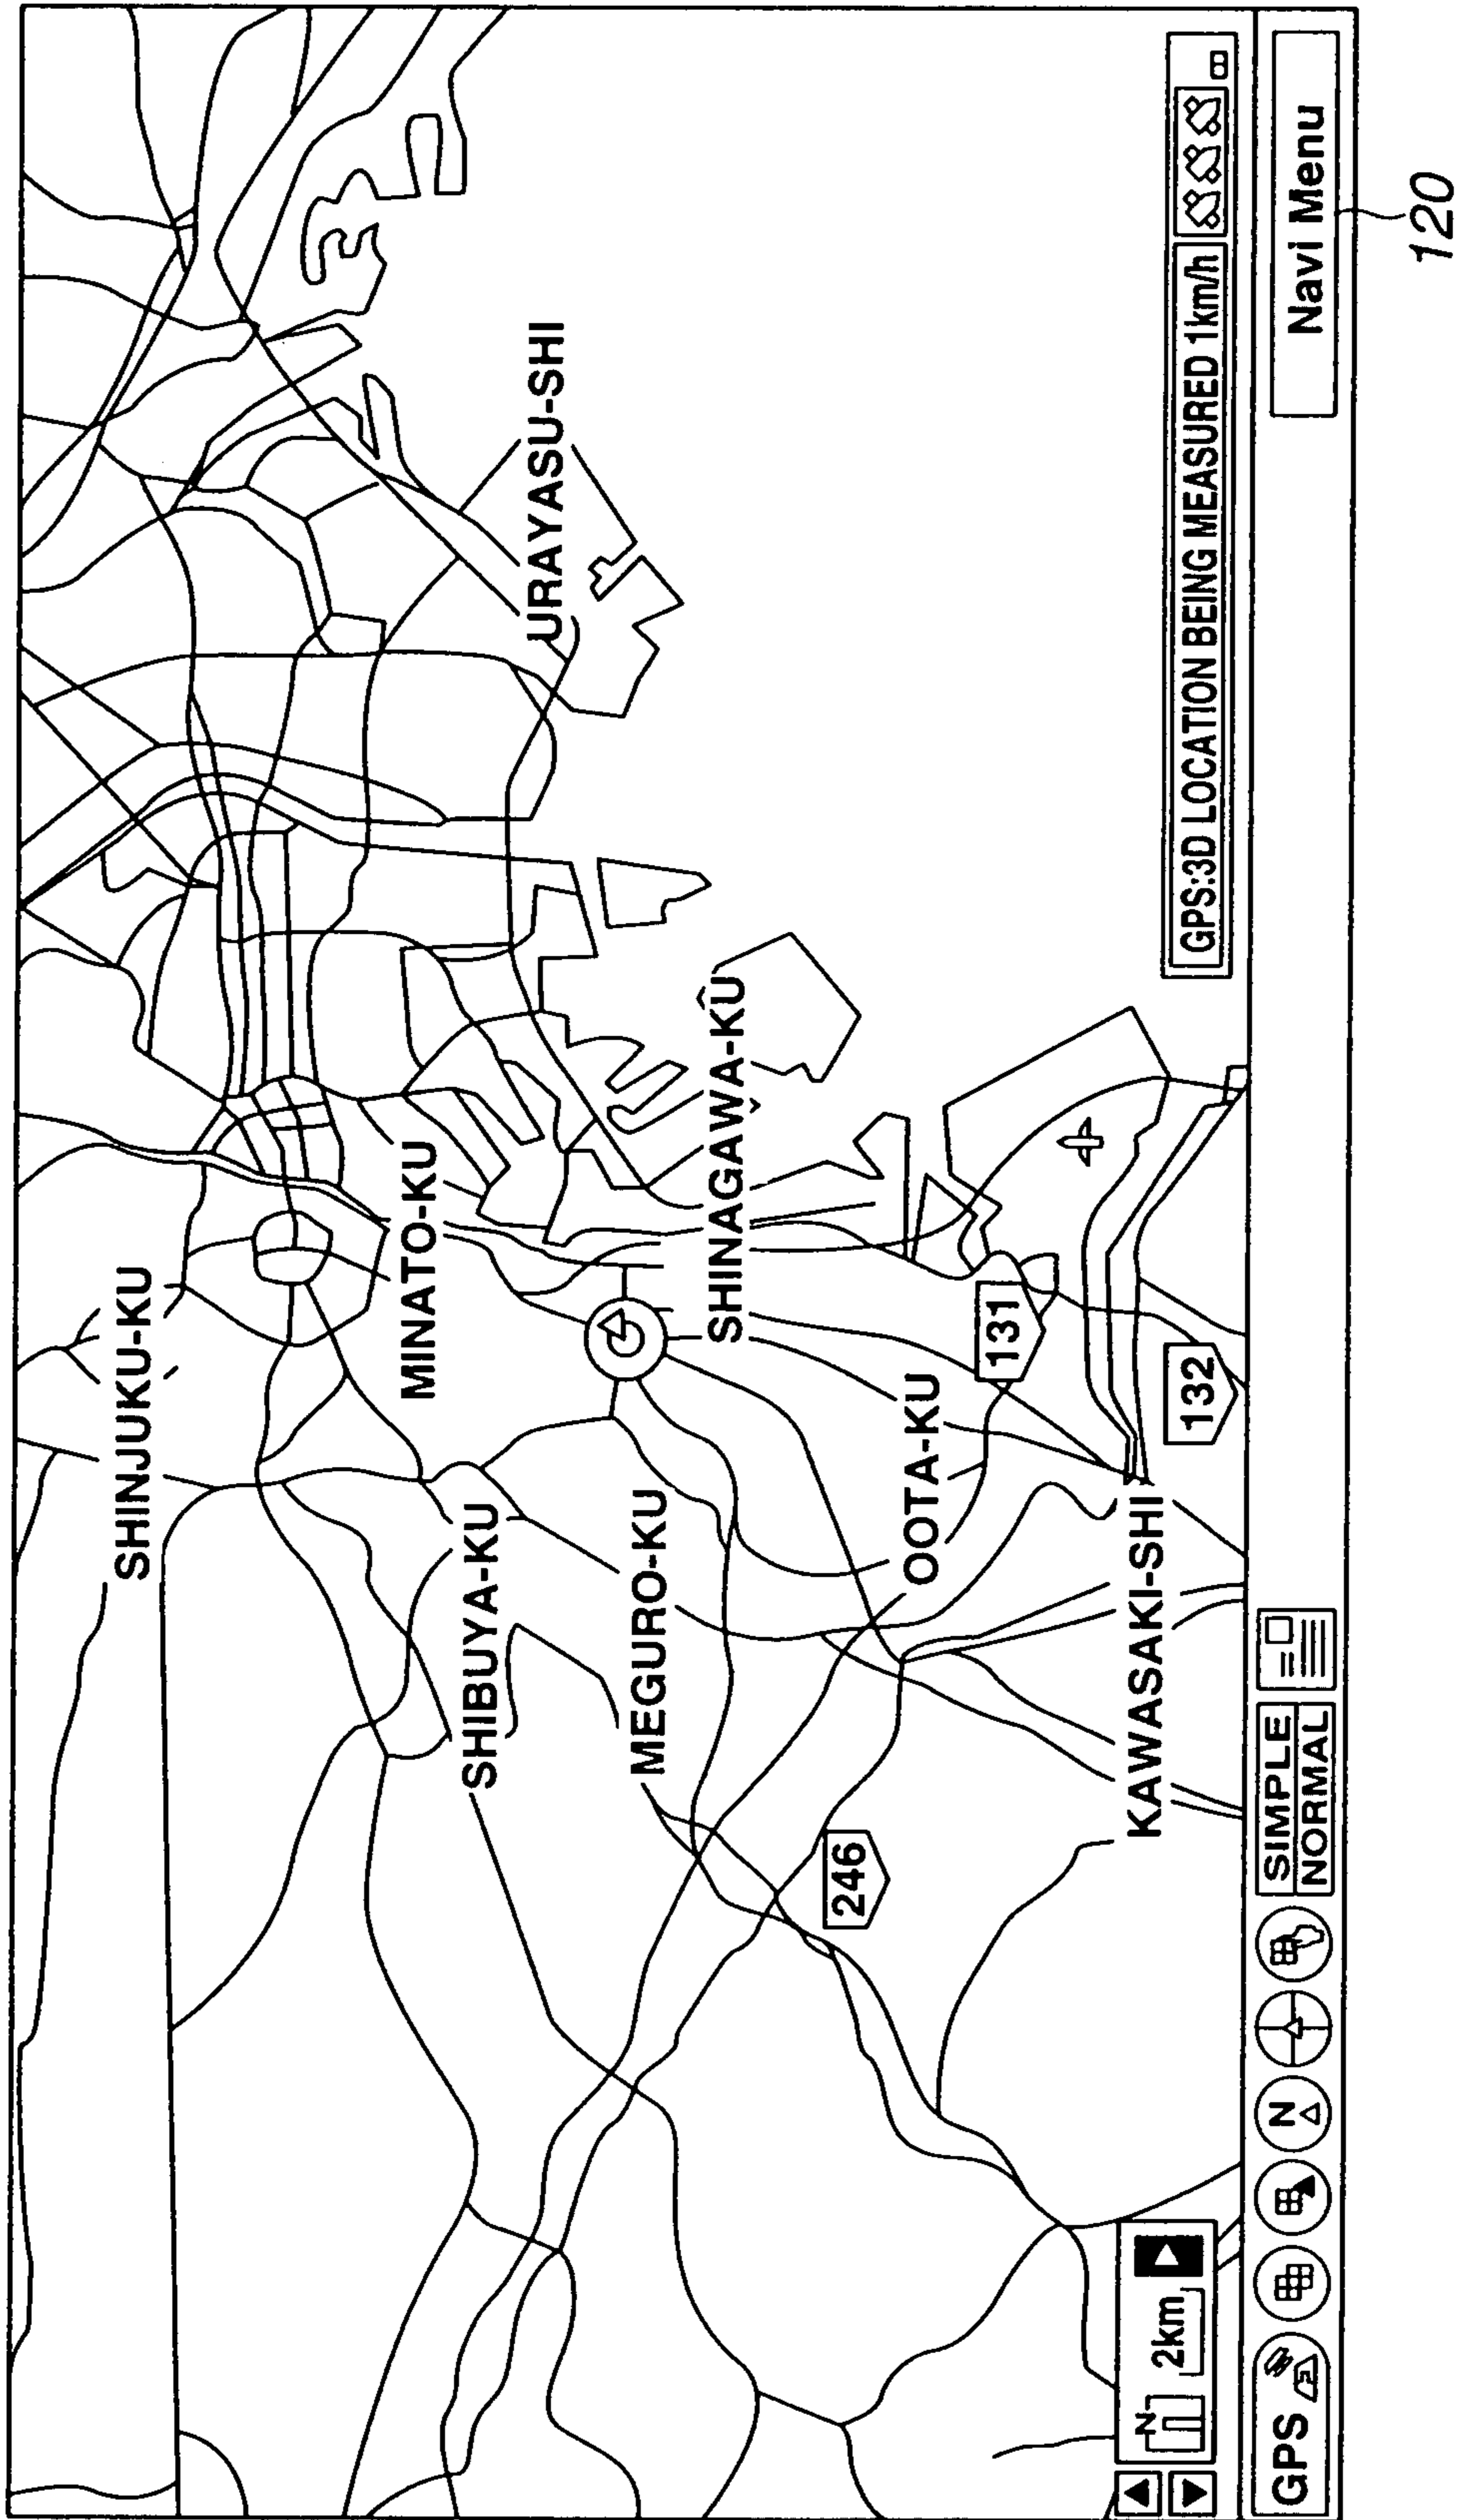 SHINJUKU-KU
MINATO-KU
SHIBUYA-KU
URAYASU-SHI
MEGURO-KU
SHINAGAWA-KU
246
OOTA-KU
131
KAWASAKI-SHI
132
N 2km
GPS:3D LOCATION BEING MEASURED 1km/h
GPS
N
SIMPLE
NORMAL
Navi Menu
120